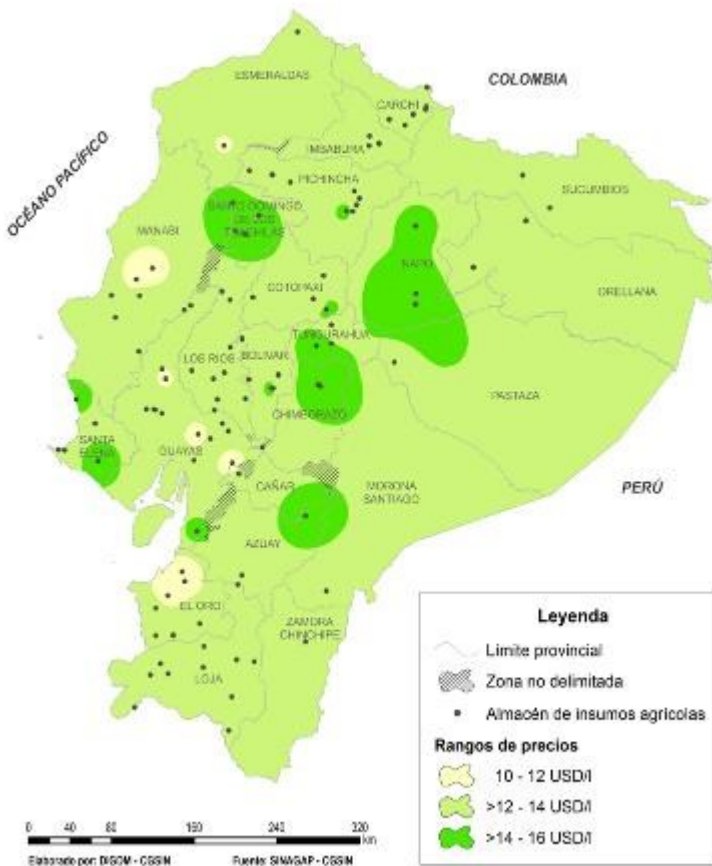 ESMERALDAS
COLOMBIA
CARCHI
IMBABURA
OCÉANO PACÍFICO
PICHINCHA
SUCUMBIOS
SANTO DOMINGO
DE LOS
TSACHILAS
MANABI
NAPO
COTOPAXI
ORELLANA
TUNGURAHUA
LOS RIOS
BOLIVAR
PASTAZA
CHIMBORAZO
SANTA
ELENA
GUAYAS
CAÑAR
MORONA
SANTIAGO
PERÚ
AZUAY
EL ORO
ZAMORA
CHINCHIPE
LOJA
Leyenda
Limite provincial
Zona no delimitada
Almacén de insumos agrícolas
Rangos de precios
10 - 12 USD/l
>12 - 14 USD/l
>14 - 16 USD/l
0 20 40 80 160 240 320
km
Elaborado por: DIGDM - CGSIN Fuente: SINAGAP - CGSIN